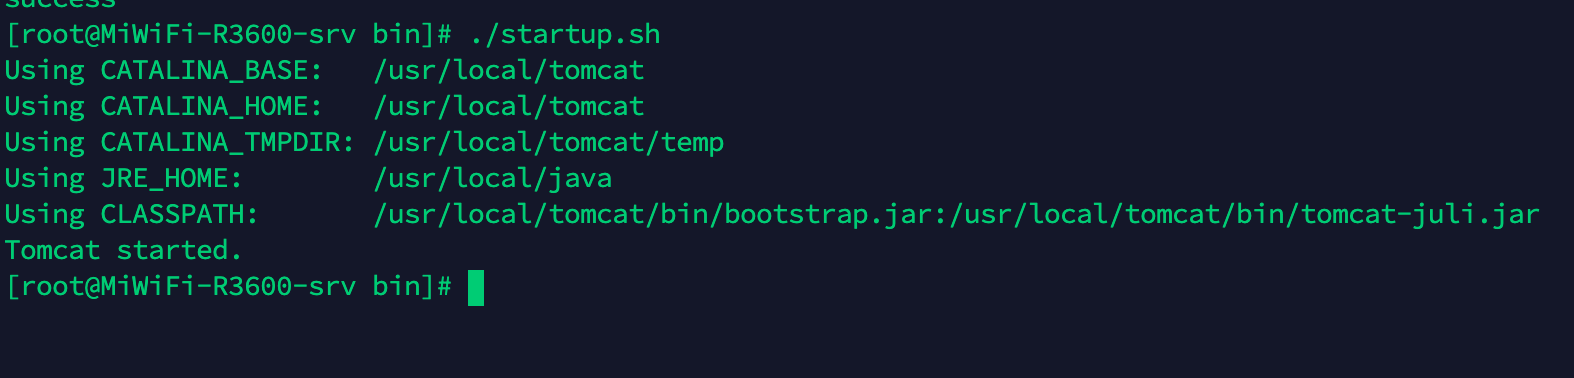 success
[root@MiWiFi-R3600-srv bin]# ./startup.sh
Using CATALINA_BASE:   /usr/local/tomcat
Using CATALINA_HOME:   /usr/local/tomcat
Using CATALINA_TMPDIR: /usr/local/tomcat/temp
Using JRE_HOME:        /usr/local/java
Using CLASSPATH:       /usr/local/tomcat/bin/bootstrap.jar:/usr/local/tomcat/bin/tomcat-juli.jar
Tomcat started.
[root@MiWiFi-R3600-srv bin]#